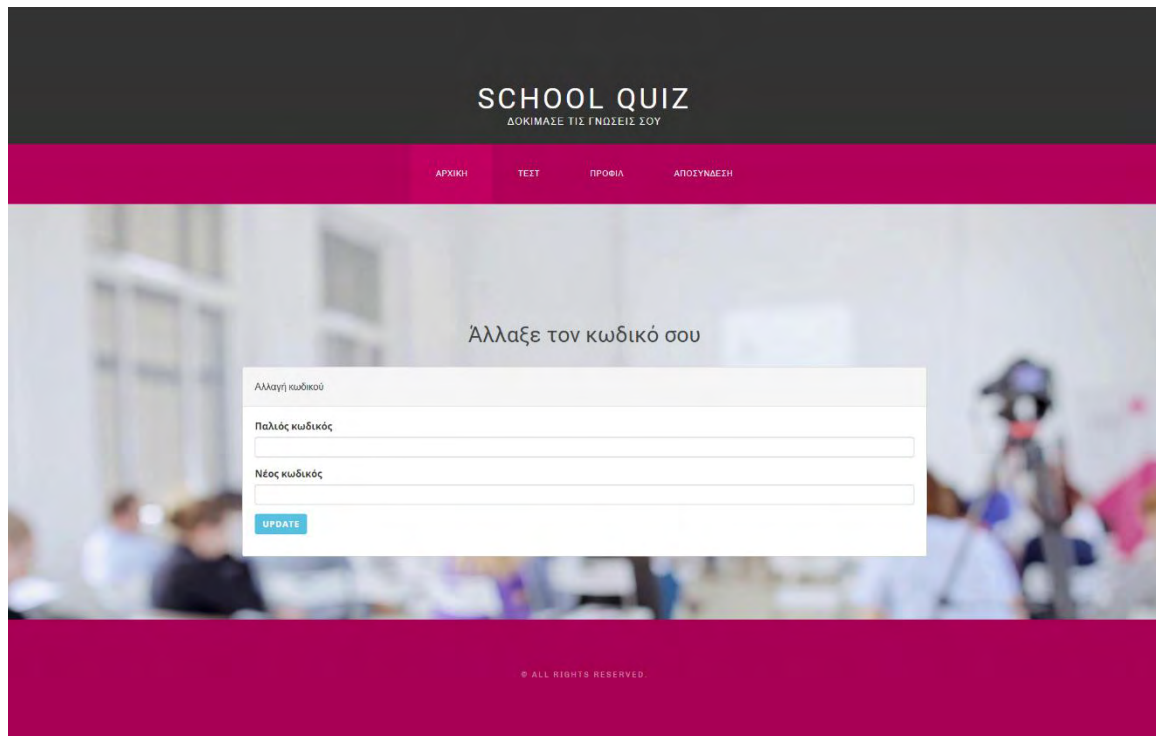 SCHOOL QUIZ
ΔΟΚΙΜΑΣΕ ΤΙΣ ΓΝΩΣΕΙΣ ΣΟΥ
ΑΡΧΙΚΗ ΤΕΣΤ ΠΡΟΦΙΛ ΑΠΟΣΥΝΔΕΣΗ
Άλλαξε τον κωδικό σου
Αλλαγή κωδικού
Παλιός κωδικός
Νέος κωδικός
UPDATE
© ALL RIGHTS RESERVED.